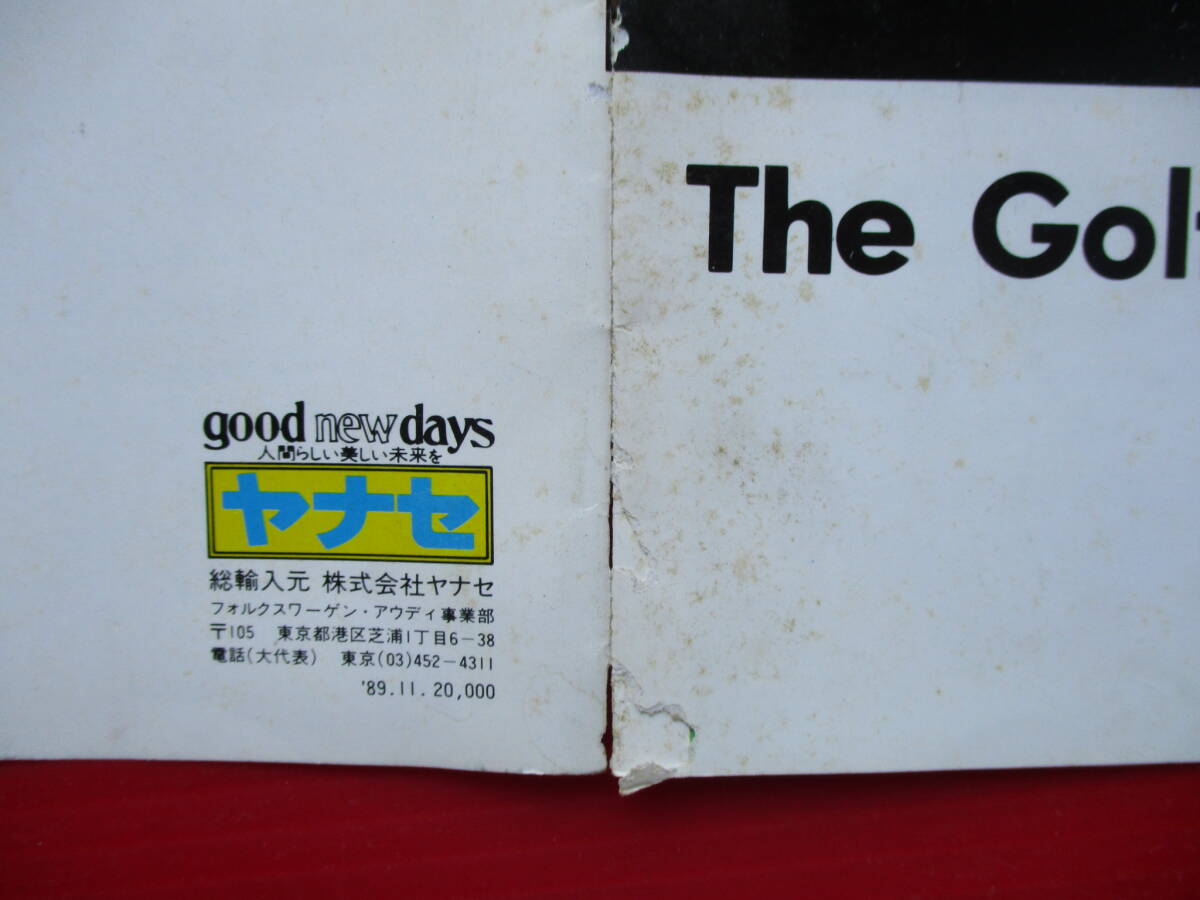 good new days
人間らしい美しい未来を
ヤナセ
総輸入元 株式会社ヤナセ
フォルクスワーゲン・アウディ事業部
〒105 東京都港区芝浦1丁目6-38
電話(大代表) 東京(03)452-4311
'89.11. 20,000
The Golf